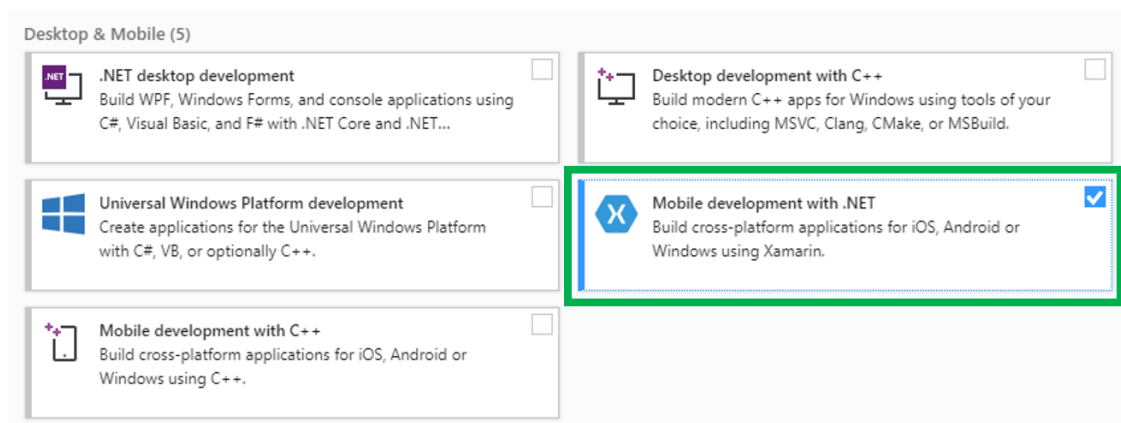 Desktop & Mobile (5)
.NET
.NET desktop development
Build WPF, Windows Forms, and console applications using
C#, Visual Basic, and F# with .NET Core and .NET...
Desktop development with C++
Build modern C++ apps for Windows using tools of your
choice, including MSVC, Clang, CMake, or MSBuild.
Universal Windows Platform development
Create applications for the Universal Windows Platform
with C#, VB, or optionally C++.
Mobile development with .NET
Build cross-platform applications for iOS, Android or
Windows using Xamarin.
Mobile development with C++
Build cross-platform applications for iOS, Android or
Windows using C++.